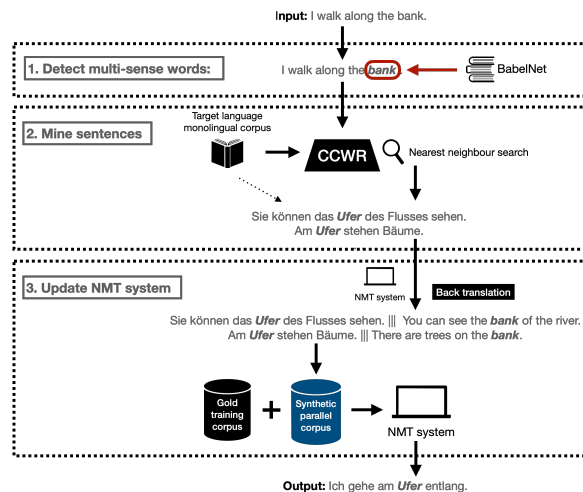 Input: I walk along the bank.
1. Detect multi-sense words:
I walk along the bank.
BabelNet
2. Mine sentences
Target language
monolingual corpus
CCWR
Nearest neighbour search
Sie können das Ufer des Flusses sehen.
Am Ufer stehen Bäume.
3. Update NMT system
NMT system
Back translation
Sie können das Ufer des Flusses sehen. ||| You can see the bank of the river.
Am Ufer stehen Bäume. ||| There are trees on the bank.
Gold
training
corpus
+
Synthetic
parallel
corpus
NMT system
Output: Ich gehe am Ufer entlang.